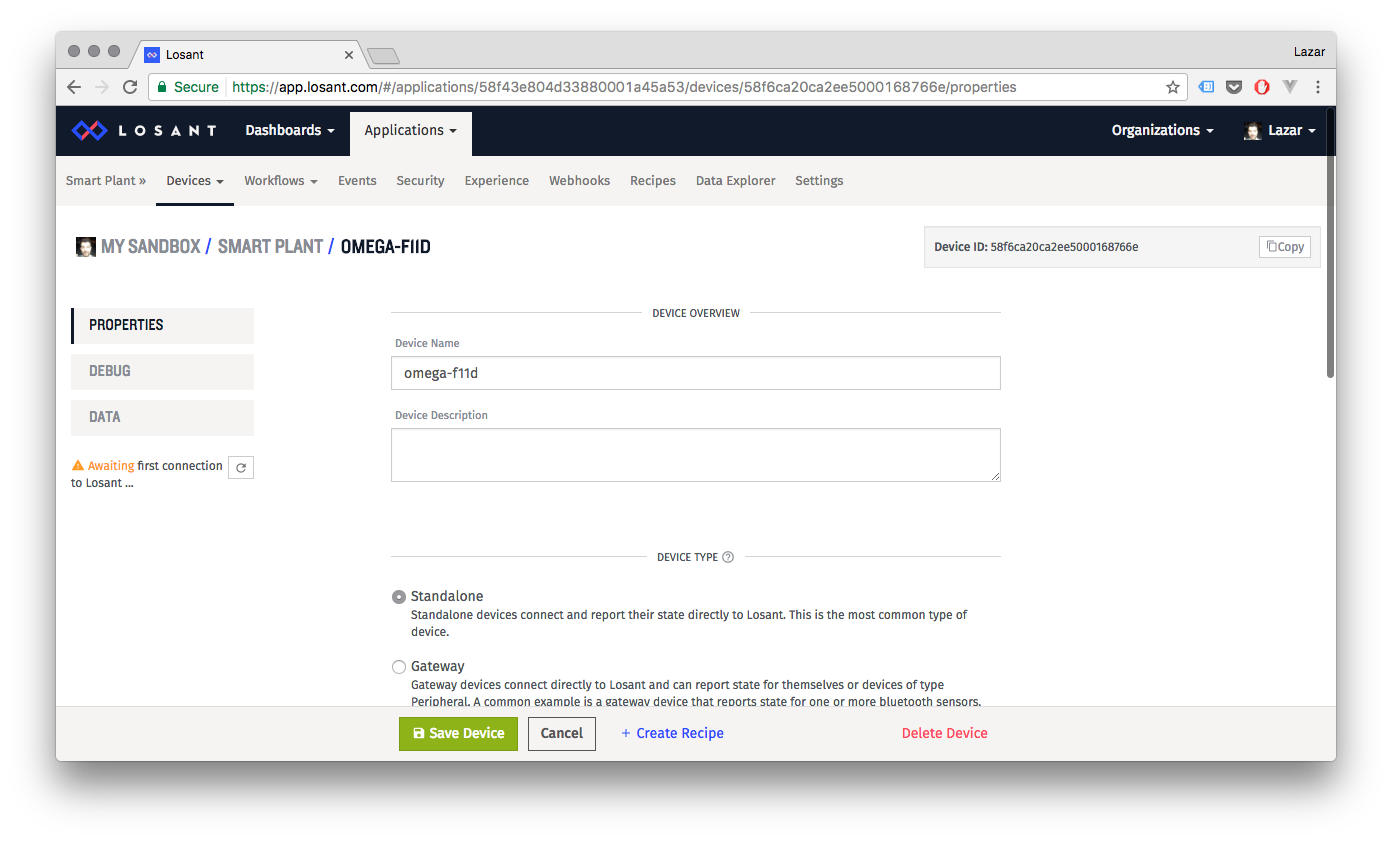 Losant
Lazar
Secure https://app.losant.com/#/applications/58f43e804d33880001a45a53/devices/58f6ca20ca2ee5000168766e/properties
LOSANT Dashboards Applications Organizations Lazar
Smart Plant » Devices Workflows Events Security Experience Webhooks Recipes Data Explorer Settings
MY SANDBOX / SMART PLANT / OMEGA-F11D
Device ID: 58f6ca20ca2ee5000168766e Copy
PROPERTIES
DEBUG
DATA
Awaiting first connection
to Losant ...
DEVICE OVERVIEW
Device Name
omega-f11d
Device Description
DEVICE TYPE ?
Standalone
Standalone devices connect and report their state directly to Losant. This is the most common type of
device.
Gateway
Gateway devices connect directly to Losant and can report state for themselves or devices of type
Peripheral. A common example is a gateway device that reports state for one or more bluetooth sensors.
Save Device Cancel + Create Recipe Delete Device